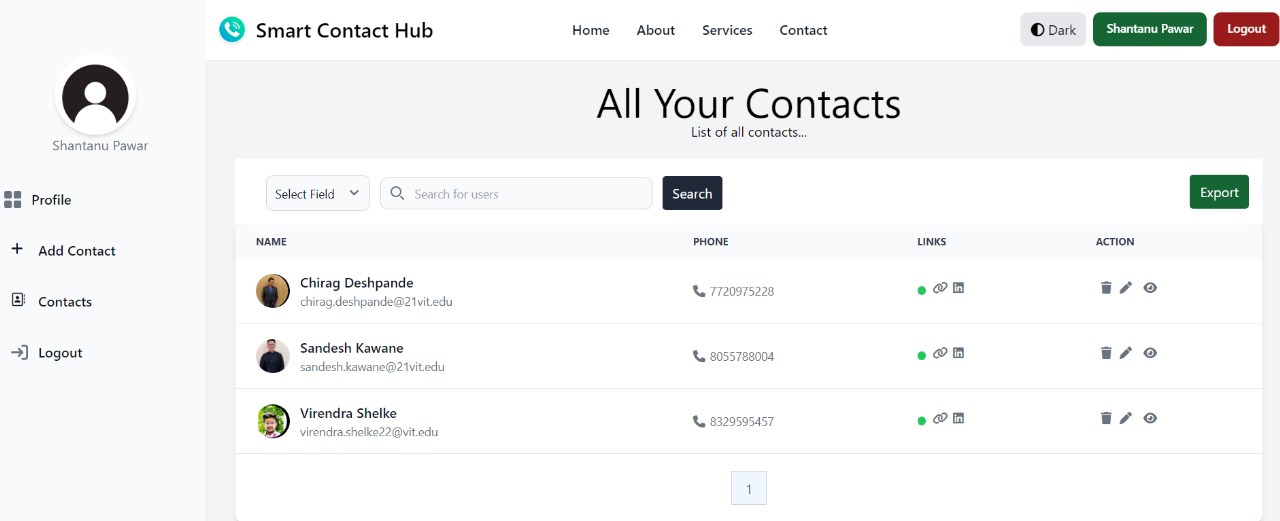 Smart Contact Hub Home About Services Contact Dark Shantanu Pawar Logout
Shantanu Pawar
Profile
Add Contact
Contacts
Logout
All Your Contacts
List of all contacts...
Select Field Search for users Search Export
NAME PHONE LINKS ACTION
Chirag Deshpande
chirag.deshpande@21vit.edu
7720975228
Sandesh Kawane
sandesh.kawane@21vit.edu
8055788004
Virendra Shelke
virendra.shelke22@vit.edu
8329595457
1